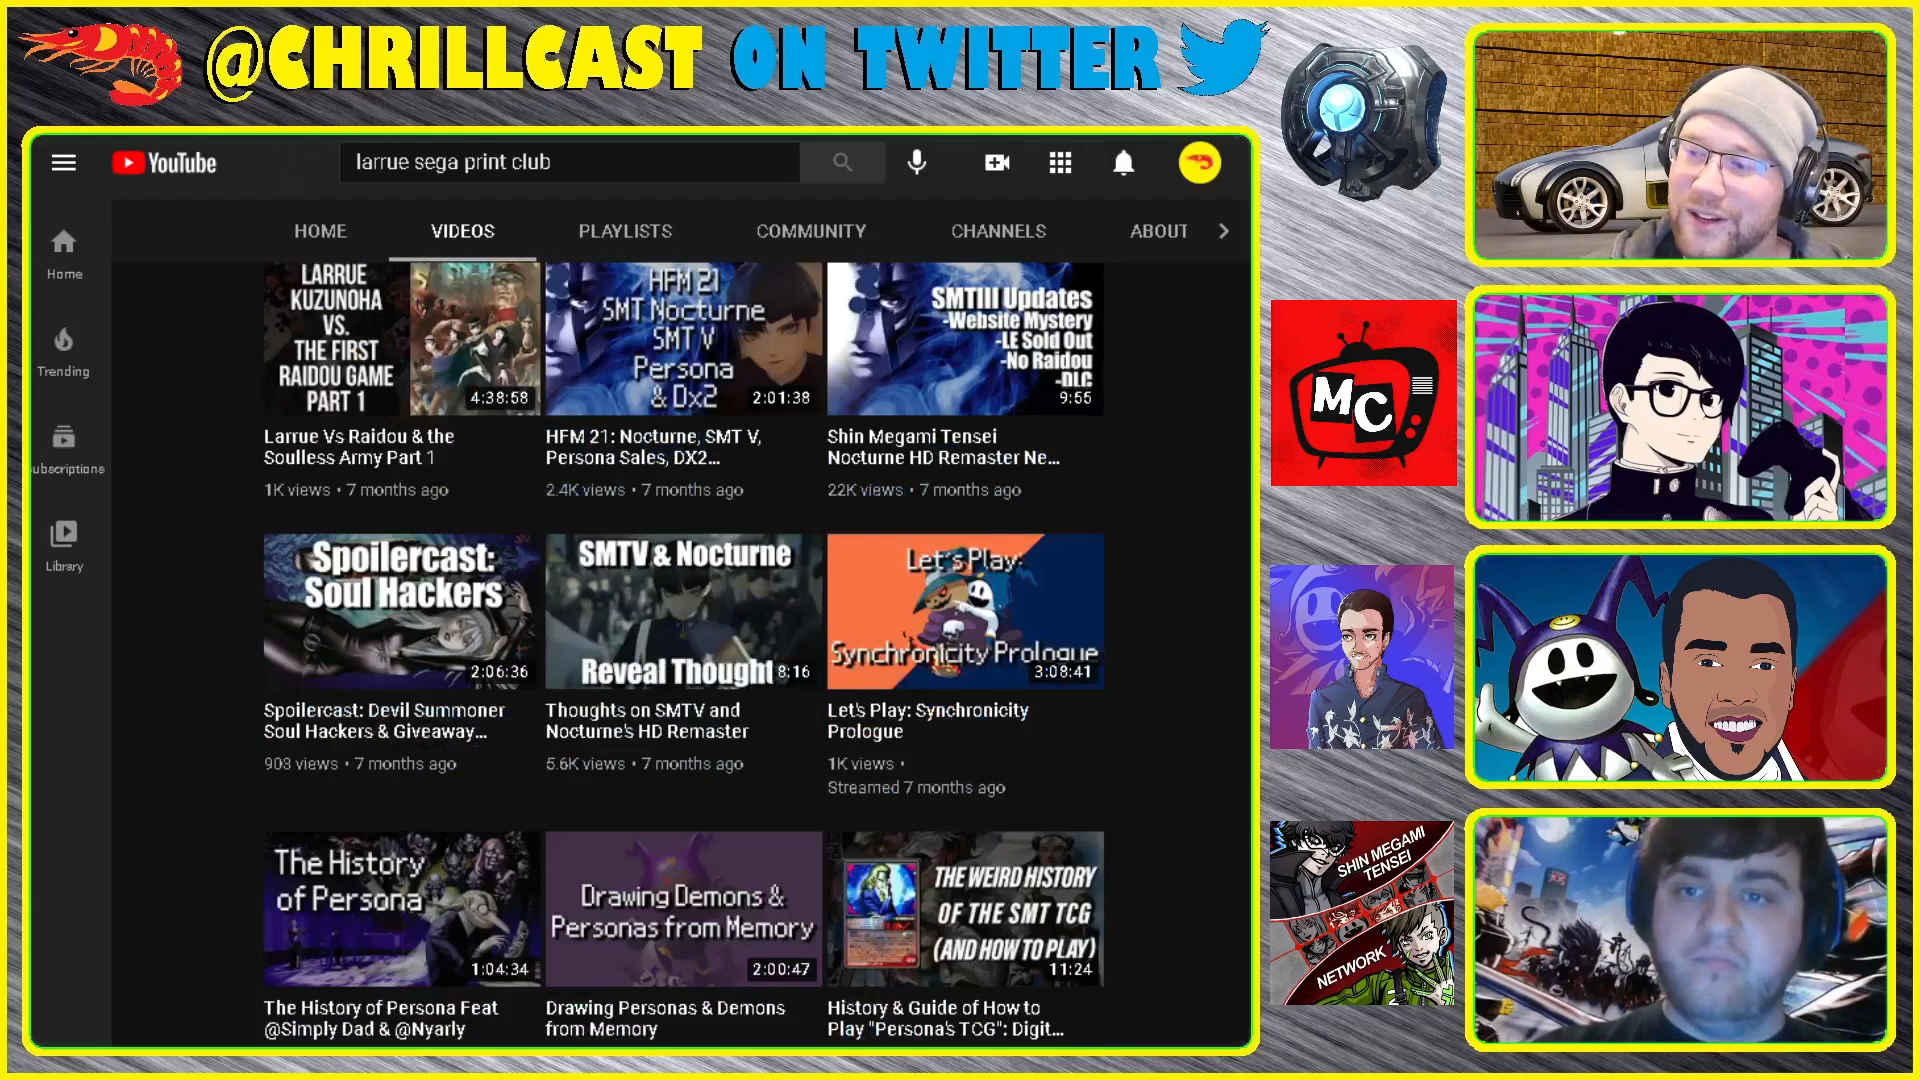 @CHRILLCAST ON TWITTER
YouTube
larrue sega print club
HOME
VIDEOS
PLAYLISTS
COMMUNITY
CHANNELS
ABOUT
Home
Trending
ubscriptions
Library
LARRUE
KUZUNOHA
VS.
THE FIRST
RAIDOU GAME
PART 1
4:38:58
Larrue Vs Raidou & the
Soulless Army Part 1
1K views • 7 months ago
HFM 21
SMT Nocturne
SMT V
Persona
& Dx2
2:01:38
HFM 21: Nocturne, SMT V,
Persona Sales, DX2...
2.4K views • 7 months ago
SMTIII Updates
-Website Mystery
-LE Sold Out
-No Raidou
-DLC
9:55
Shin Megami Tensei
Nocturne HD Remaster Ne...
22K views • 7 months ago
Spoilercast:
Soul Hackers
2:06:36
Spoilercast: Devil Summoner
Soul Hackers & Giveaway...
903 views • 7 months ago
SMTV & Nocturne
Reveal Thought
8:16
Thoughts on SMTV and
Nocturne's HD Remaster
5.6K views • 7 months ago
Let's Play:
Synchronicity Prologue
3:08:41
Let's Play: Synchronicity
Prologue
1K views •
Streamed 7 months ago
The History
of Persona
1:04:34
The History of Persona Feat
@Simply Dad & @Nyarly
Drawing Demons &
Personas from Memory
2:00:47
Drawing Personas & Demons
from Memory
THE WEIRD HISTORY
OF THE SMT TCG
(AND HOW TO PLAY)
11:24
History & Guide of How to
Play "Persona's TCG": Digit...
MC
SHIN MEGAMI
TENSEI
NETWORK